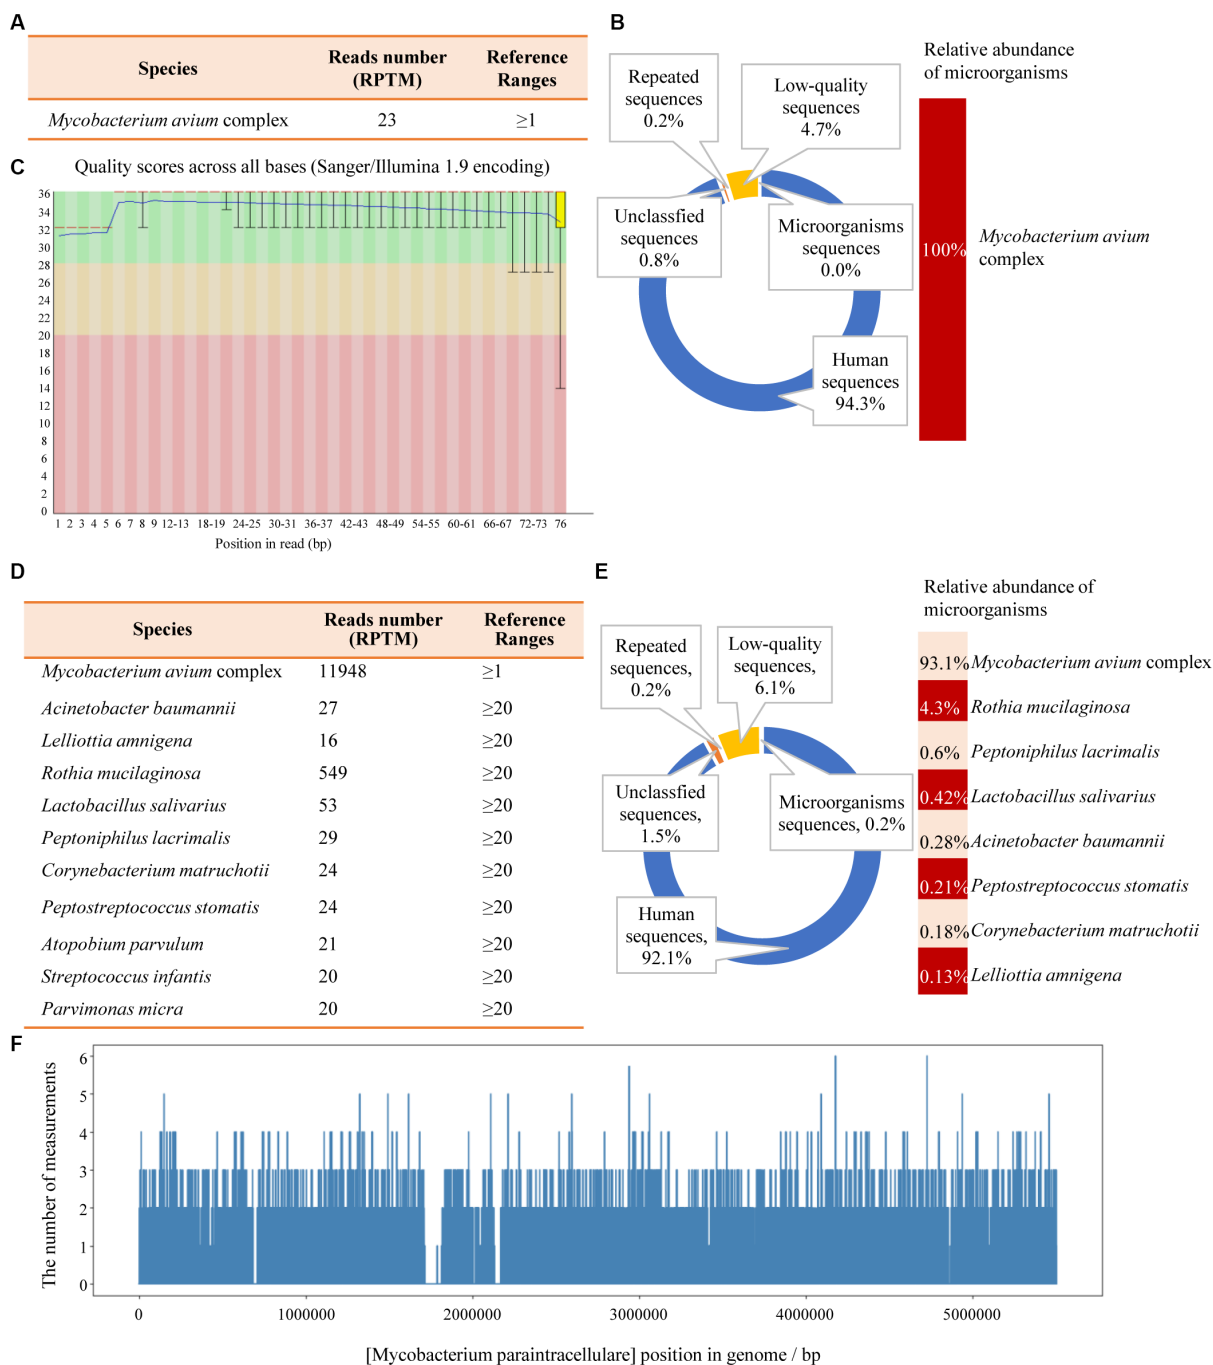 A
Species
Reads number
(RPTM)
Reference
Ranges
Mycobacterium avium complex 23 ≥1
B
Repeated
sequences
0.2%
Low-quality
sequences
4.7%
Unclassfied
sequences
0.8%
Microorganisms
sequences
0.0%
Human
sequences
94.3%
Relative abundance
of microorganisms
100%
Mycobacterium avium
complex
C
Quality scores across all bases (Sanger/Illumina 1.9 encoding)
36
34
32
30
28
26
24
22
20
18
16
14
12
10
8
6
4
2
0
1 2 3 4 5 6 7 8 9 12-13 18-19 24-25 30-31 36-37 42-43 48-49 54-55 60-61 66-67 72-73 76
Position in read (bp)
D
Species
Reads number
(RPTM)
Reference
Ranges
Mycobacterium avium complex 11948 ≥1
Acinetobacter baumannii 27 ≥20
Lelliottia amnigena 16 ≥20
Rothia mucilaginosa 549 ≥20
Lactobacillus salivarius 53 ≥20
Peptoniphilus lacrimalis 29 ≥20
Corynebacterium matruchotii 24 ≥20
Peptostreptococcus stomatis 24 ≥20
Atopobium parvulum 21 ≥20
Streptococcus infantis 20 ≥20
Parvimonas micra 20 ≥20
E
Repeated
sequences,
0.2%
Low-quality
sequences,
6.1%
Unclassfied
sequences,
1.5%
Microorganisms
sequences, 0.2%
Human
sequences,
92.1%
Relative abundance of
microorganisms
93.1% Mycobacterium avium complex
4.3% Rothia mucilaginosa
0.6% Peptoniphilus lacrimalis
0.42% Lactobacillus salivarius
0.28% Acinetobacter baumannii
0.21% Peptostreptococcus stomatis
0.18% Corynebacterium matruchotii
0.13% Lelliottia amnigena
F
The number of measurements
6
5
4
3
2
1
0
0 1000000 2000000 3000000 4000000 5000000
[Mycobacterium paraintracellulare] position in genome / bp